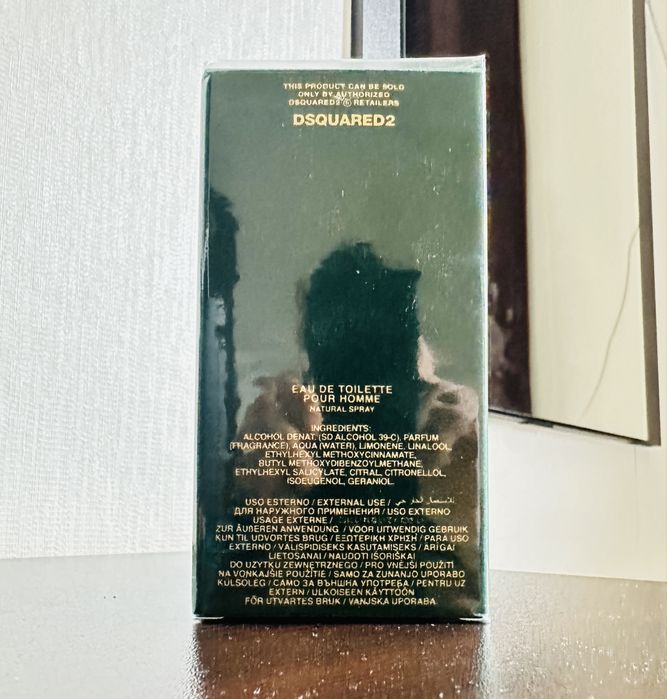 THIS PRODUCT CAN BE SOLD
ONLY BY AUTHORIZED
DSQUARED2 ® RETAILERS
DSQUARED2
EAU DE TOILETTE
POUR HOMME
NATURAL SPRAY
INGREDIENTS:
ALCOHOL DENAT. (SD ALCOHOL 39-C), PARFUM
(FRAGRANCE), AQUA (WATER), LIMONENE, LINALOOL,
ETHYLHEXYL METHOXYCINNAMATE,
BUTYL METHOXYDIBENZOYLMETHANE,
ETHYLHEXYL SALICYLATE, CITRAL, CITRONELLOL,
ISOEUGENOL, GERANIOL.
USO ESTERNO / EXTERNAL USE / للاستعمال الخارجي /
ДЛЯ НАРУЖНОГО ПРИМЕНЕНИЯ / USO EXTERNO
USAGE EXTERNE /
ZUR ÄUßEREN ANWENDUNG / VOOR UITWENDIG GEBRUIK
KUN TIL UDVORTES BRUG / ΕΞΩΤΕΡΙΚΗ ΧΡΗΣΗ / PARA USO
EXTERNO / VÄLISPIDISEKS KASUTAMISEKS / ĀRĪGAI
LIETOŠANAI / NAUDOTI IŠORIŠKAI
DO UŻYTKU ZEWNĘTRZNEGO / PRO VNĚJŠÍ POUŽITÍ
NA VONKAJŠIE POUŽITIE / SAMO ZA ZUNANJO UPORABO
KÜLSŐLEG / САМО ЗА ВЪНШНА УПОТРЕБА / PENTRU UZ
EXTERN / ULKOISEEN KÄYTTÖÖN
FÖR UTVÄRTES BRUK / VANJSKA UPORABA